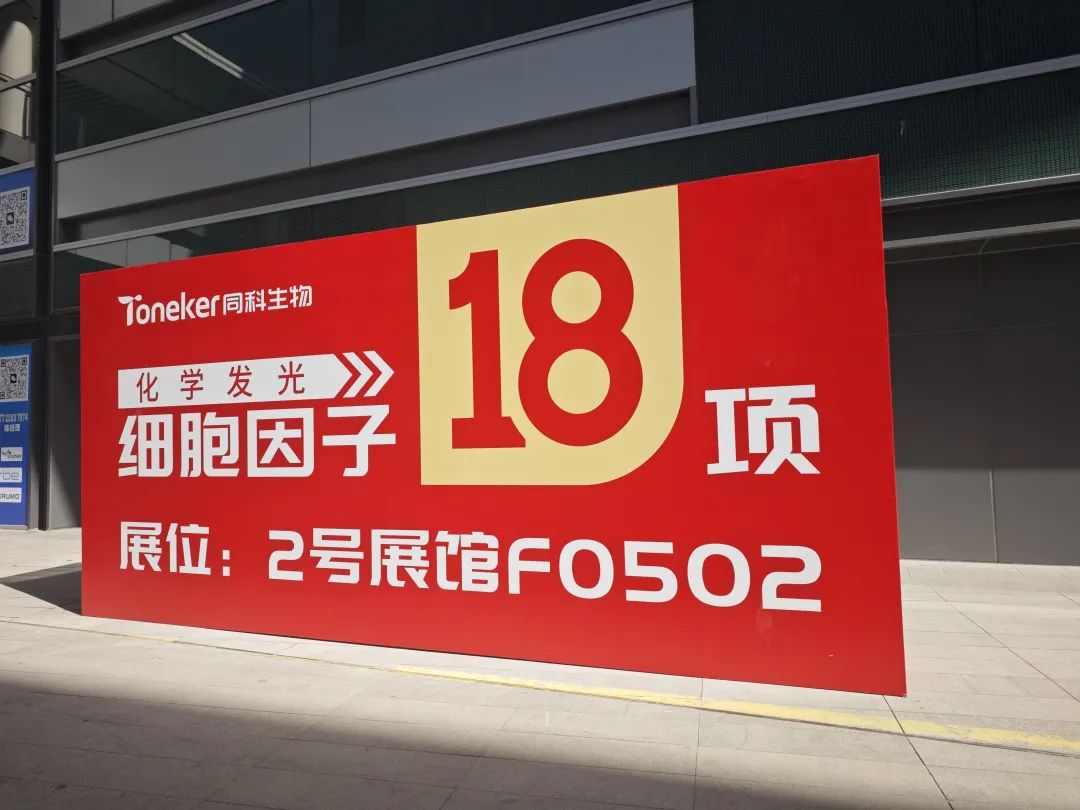 Toneker同科生物
化学发光
细胞因子
18
项
展位：2号展馆F0502